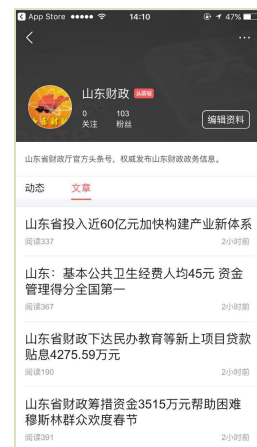 App Store 14:10 47%
山东财政 头条号
0 103
关注 粉丝
编辑资料
山东省财政厅官方头条号，权威发布山东财政政务信息。
动态 文章
山东省投入近60亿元加快构建产业新体系
阅读337 2小时前
山东：基本公共卫生经费人均45元 资金
管理得分全国第一
阅读367 2小时前
山东省财政下达民办教育等新上项目贷款
贴息4275.59万元
阅读190 2小时前
山东省财政筹措资金3515万元帮助困难
穆斯林群众欢度春节
阅读391 2小时前